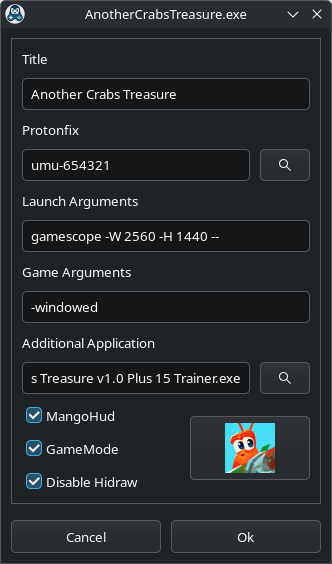 AnotherCrabsTreasure.exe
Title
Another Crabs Treasure
Protonfix
umu-654321
Launch Arguments
gamescope -W 2560 -H 1440 --
Game Arguments
-windowed
Additional Application
s Treasure v1.0 Plus 15 Trainer.exe
MangoHud
GameMode
Disable Hidraw
Cancel
Ok